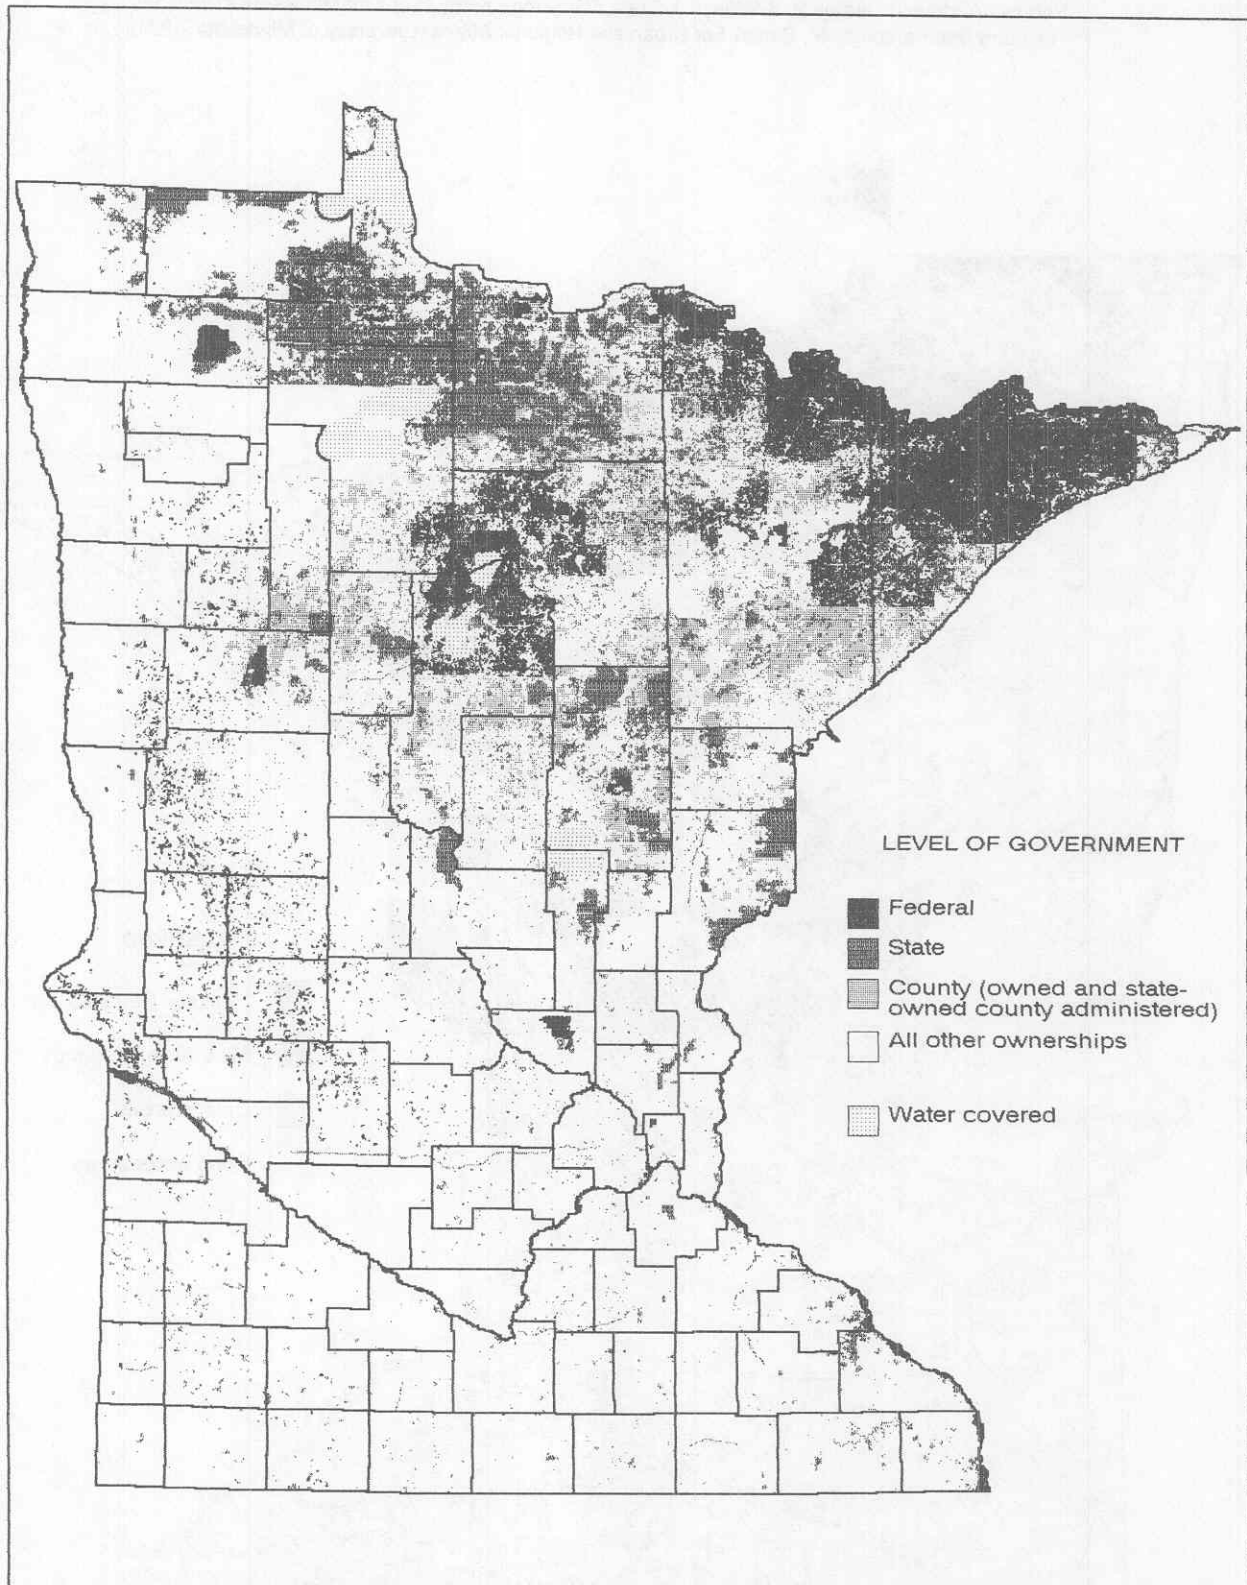 LEVEL OF GOVERNMENT
Federal
State
County (owned and state-
owned county administered)
All other ownerships
Water covered